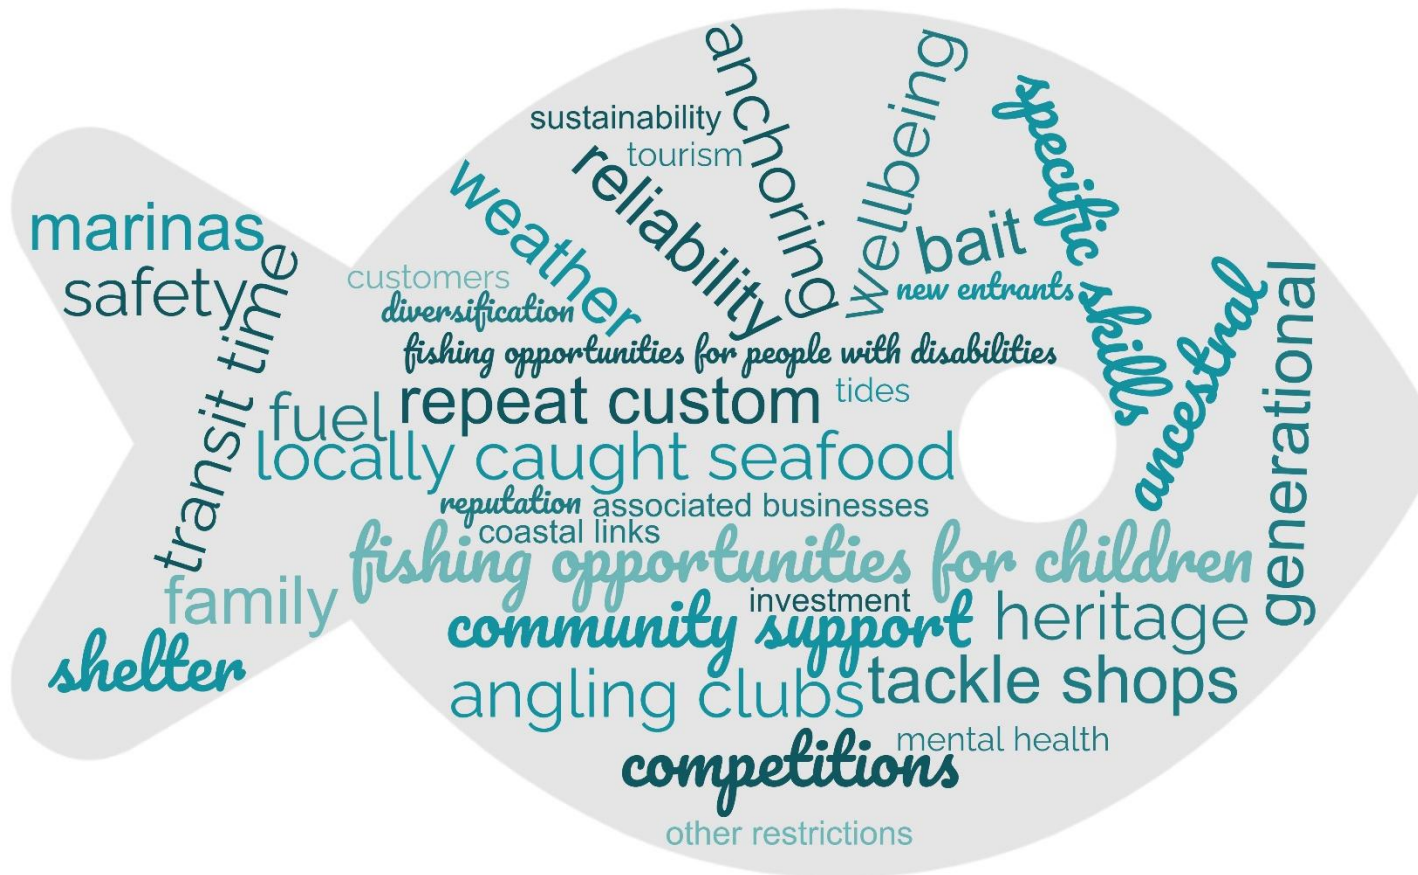 anchoring
wellbeing
specific skills
sustainability
tourism
reliability
weather
bait
marinas
safety
transit time
customers
new entrants
diversification
ancestral
generational
fishing opportunities for people with disabilities
repeat custom
tides
fuel
locally caught seafood
reputation
associated businesses
coastal links
fishing opportunities for children
family
investment
community support
heritage
shelter
angling clubs
tackle shops
mental health
competitions
other restrictions